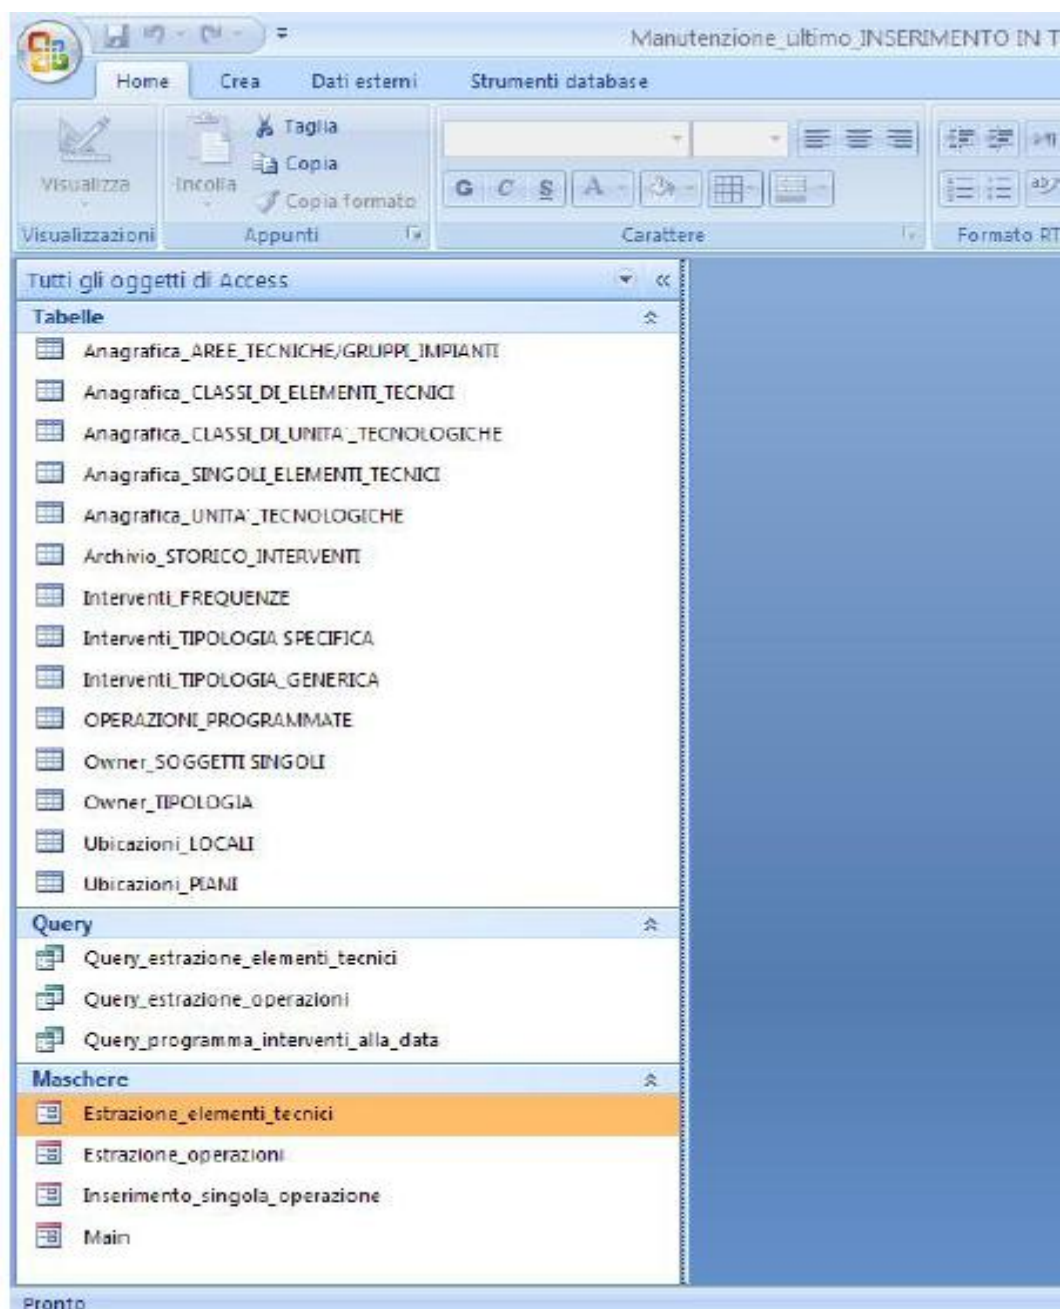 Manutenzione_ultimo_INSERIMENTO IN T
Home Crea Dati esterni Strumenti database
Visualizza
Incolla
Taglia
Copia
Copia formato
G C S A
Visualizzazioni Appunti Carattere Formato RT
Tutti gli oggetti di Access
Tabelle
Anagrafica_AREE_TECNICHE/GRUPPI_IMPIANTI
Anagrafica_CLASSI_DI_ELEMENTI_TECNICI
Anagrafica_CLASSI_DI_UNITA'_TECNOLOGICHE
Anagrafica_SINGOLI_ELEMENTI_TECNICI
Anagrafica_UNITA'_TECNOLOGICHE
Archivio_STORICO_INTERVENTI
Interventi_FREQUENZE
Interventi_TIPOLOGIA SPECIFICA
Interventi_TIPOLOGIA_GENERICA
OPERAZIONI_PROGRAMMATE
Owner_SOGGETTI SINGOLI
Owner_TIPOLOGIA
Ubicazioni_LOCALI
Ubicazioni_PIANI
Query
Query_estrazione_elementi_tecnici
Query_estrazione_operazioni
Query_programma_interventi_alla_data
Maschere
Estrazione_elementi_tecnici
Estrazione_operazioni
Inserimento_singola_operazione
Main
Pronto